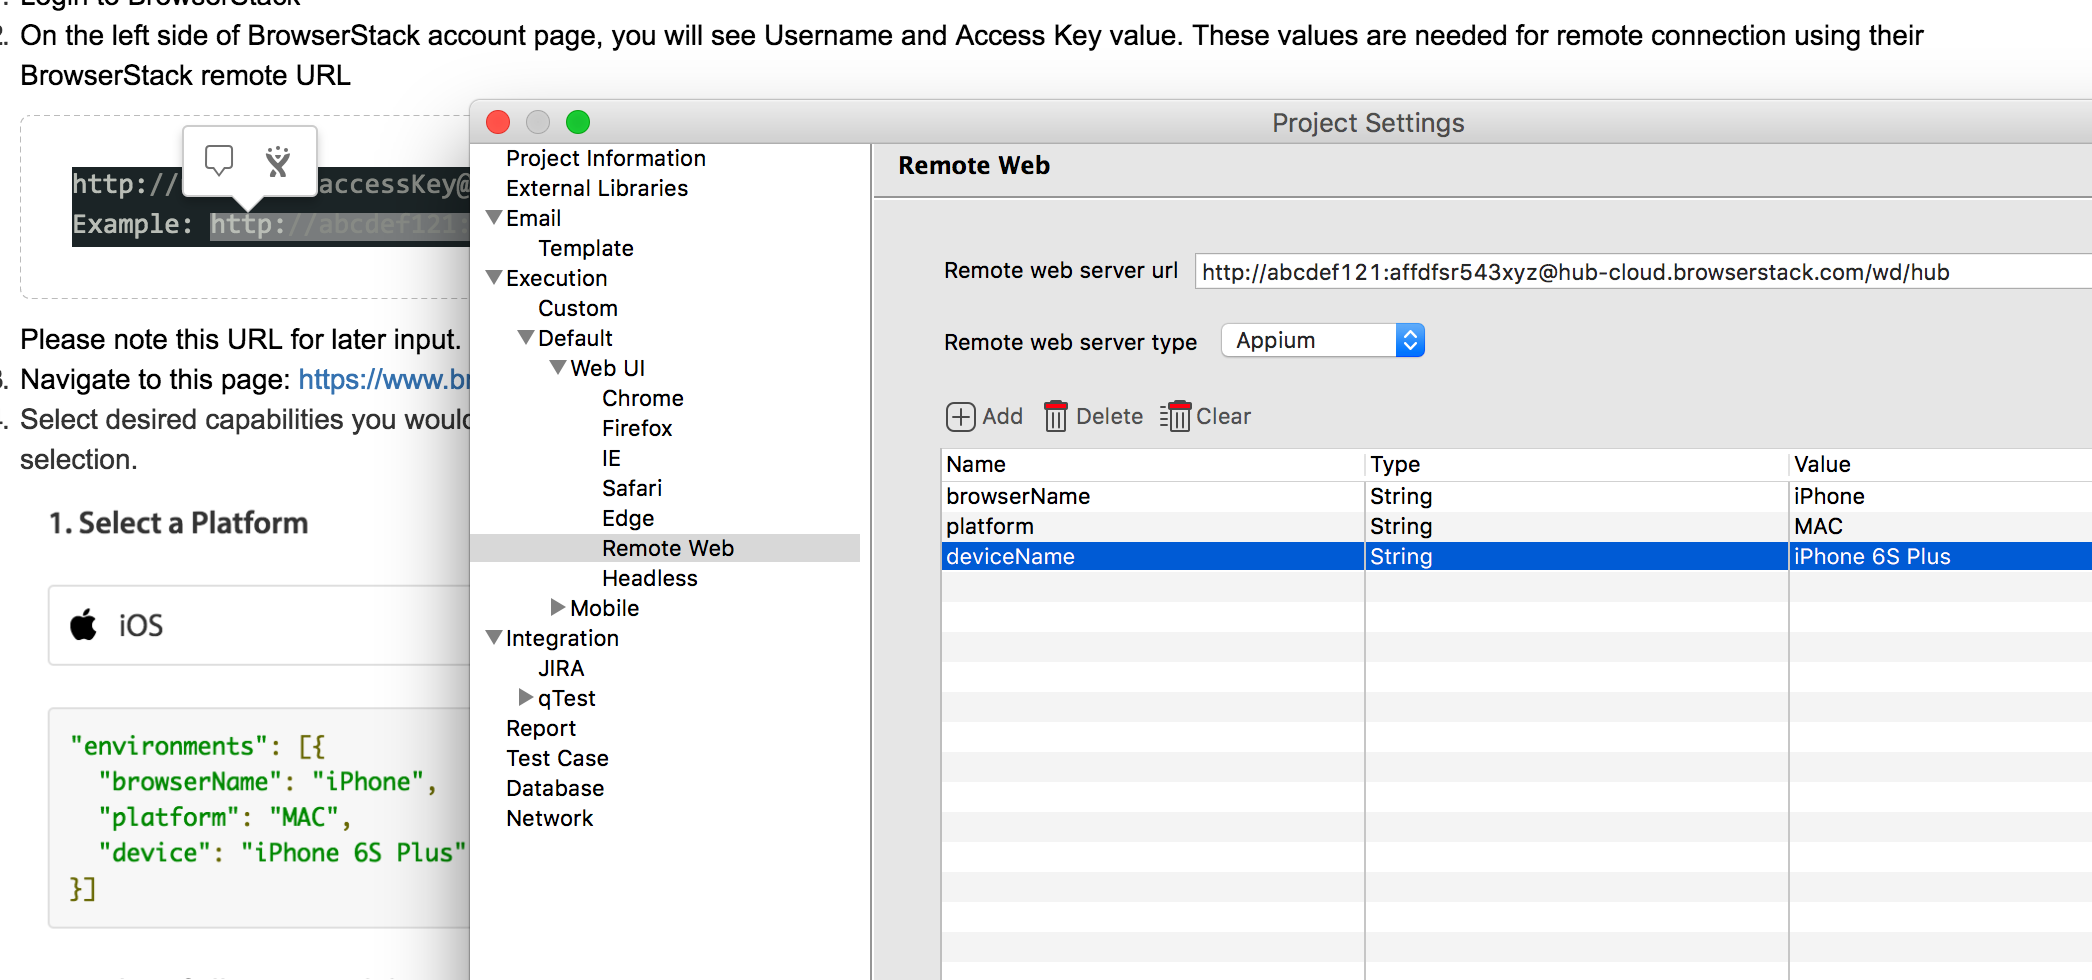 Login to BrowserStack
2. On the left side of BrowserStack account page, you will see Username and Access Key value. These values are needed for remote connection using their
BrowserStack remote URL
http:// accessKey@
Example: http://abcdef121:
Please note this URL for later input.
3. Navigate to this page: https://www.br
4. Select desired capabilities you would
selection.
1. Select a Platform
iOS
"environments": [{
"browserName": "iPhone",
"platform": "MAC",
"device": "iPhone 6S Plus"
}]
Project Settings
Project Information
External Libraries
Email
Template
Execution
Custom
Default
Web UI
Chrome
Firefox
IE
Safari
Edge
Remote Web
Headless
Mobile
Integration
JIRA
qTest
Report
Test Case
Database
Network
Remote Web
Remote web server url http://abcdef121:affdfsr543xyz@hub-cloud.browserstack.com/wd/hub
Remote web server type Appium
Add Delete Clear
Name Type Value
browserName String iPhone
platform String MAC
deviceName String iPhone 6S Plus